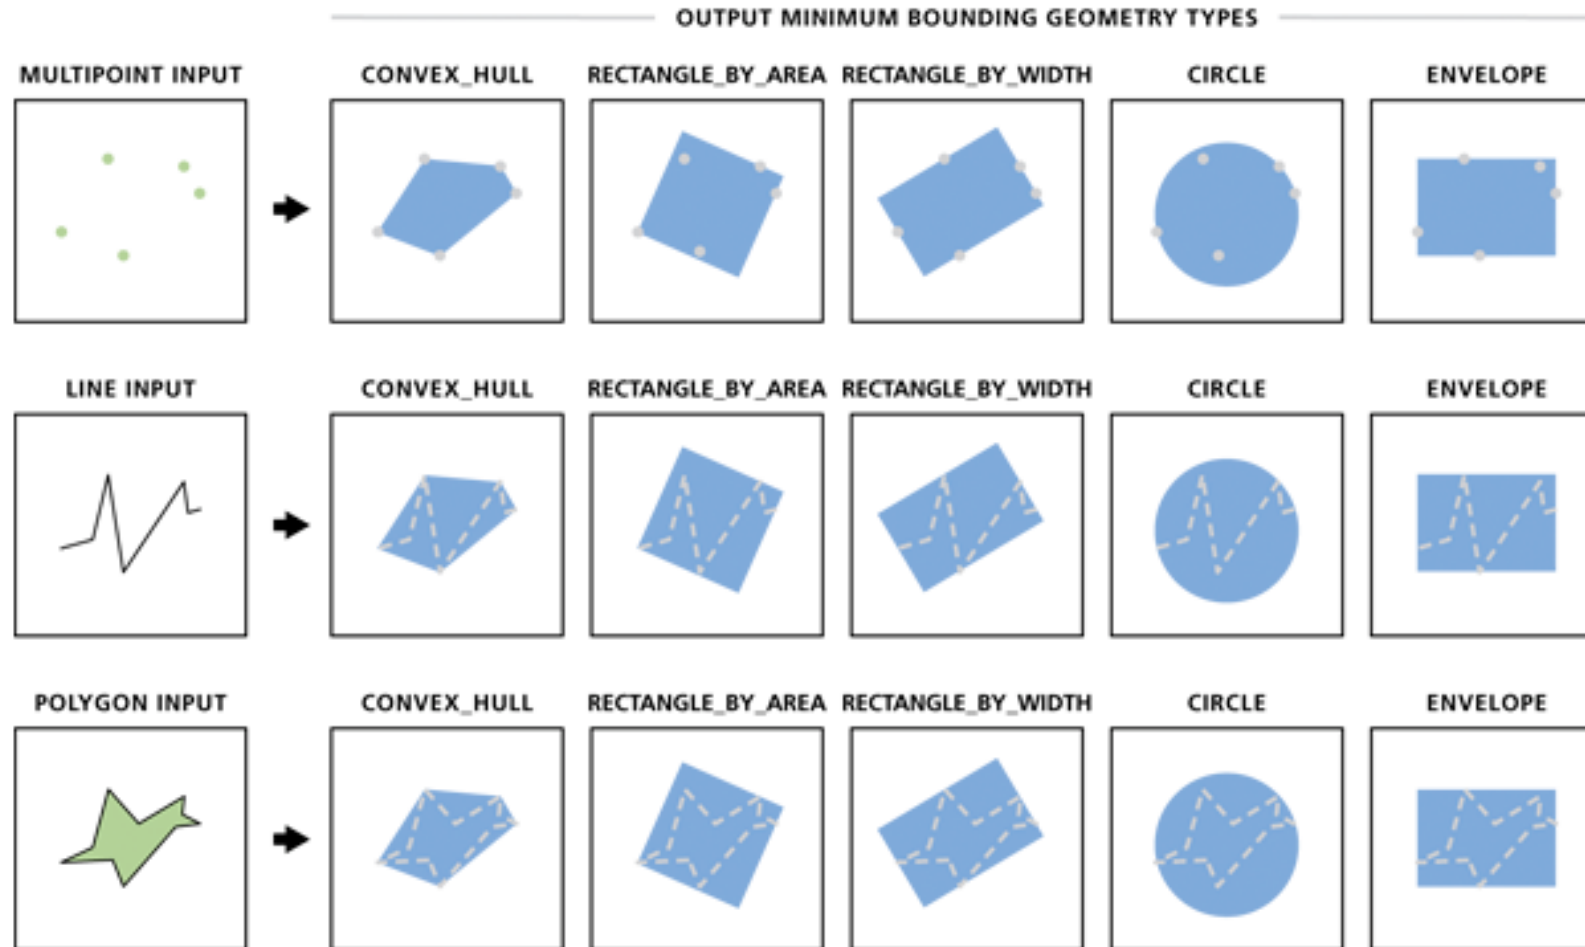 OUTPUT MINIMUM BOUNDING GEOMETRY TYPES
MULTIPOINT INPUT CONVEX_HULL RECTANGLE_BY_AREA RECTANGLE_BY_WIDTH CIRCLE ENVELOPE
LINE INPUT CONVEX_HULL RECTANGLE_BY_AREA RECTANGLE_BY_WIDTH CIRCLE ENVELOPE
POLYGON INPUT CONVEX_HULL RECTANGLE_BY_AREA RECTANGLE_BY_WIDTH CIRCLE ENVELOPE